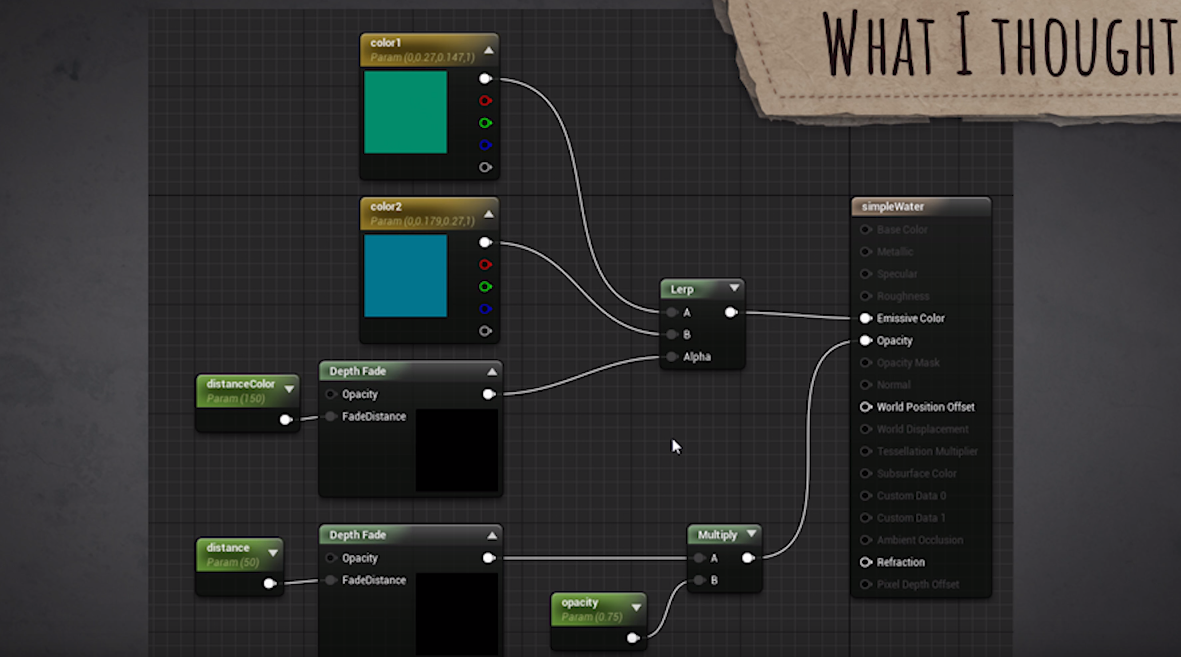 WHAT I THOUGHT
color1
Param (0,0.27,0.147,1)
color2
Param (0,0.179,0.27,1)
simpleWater
Base Color
Metallic
Specular
Roughness
Emissive Color
Opacity
Opacity Mask
Normal
World Position Offset
World Displacement
Tessellation Multiplier
Subsurface Color
Custom Data 0
Custom Data 1
Ambient Occlusion
Refraction
Pixel Depth Offset
Lerp
A
B
Alpha
distanceColor
Param (150)
Depth Fade
Opacity
FadeDistance
distance
Param (50)
Depth Fade
Opacity
FadeDistance
Multiply
A
B
opacity
Param (0.75)